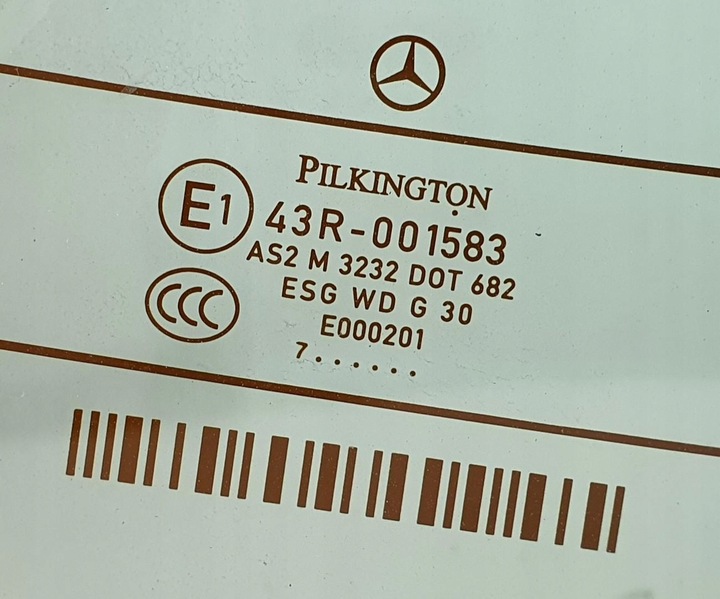 PILKINGTON
E1 43R-001583
AS2 M 3232 DOT 682
CCC ESG WD G 30
E000201
7......